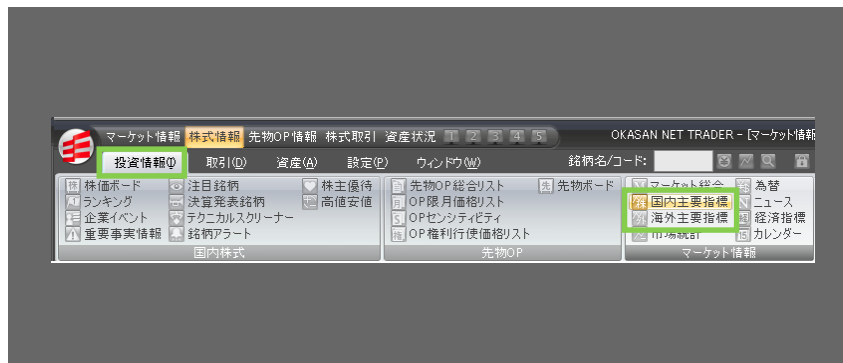 マーケット情報 株式情報 先物OP情報 株式取引 資産状況 1 2 3 4 5 OKASAN NET TRADER - [マーケット情報
投資情報(I) 取引(D) 資産(A) 設定(P) ウィンドウ(W) 銘柄名/コード:
株価ボード 注目銘柄 株主優待 先物OP総合リスト 先物ボード マーケット総合 為替
ランキング 決算発表銘柄 高値安値 OP限月価格リスト 国内主要指標 ニュース
企業イベント テクニカルスクリーナー OPセンシティビティ 海外主要指標 経済指標
重要事実情報 銘柄アラート OP権利行使価格リスト 市場統計 カレンダー
国内株式 先物OP マーケット情報